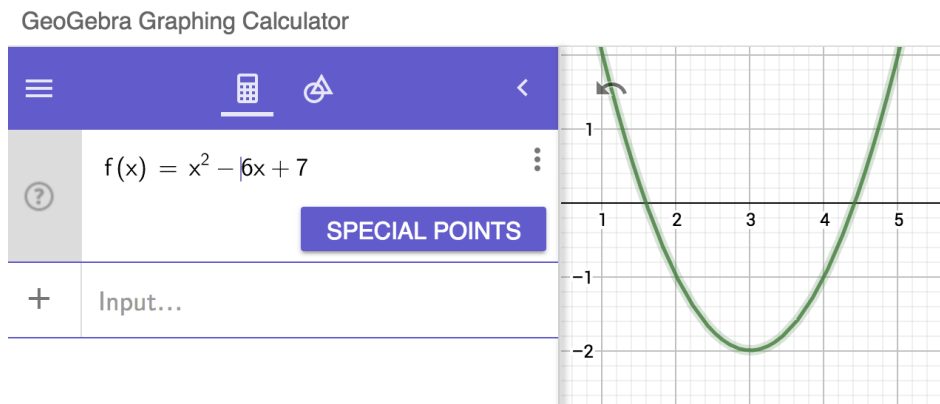 GeoGebra Graphing Calculator
f(x) = x² − 6x + 7
?
SPECIAL POINTS
+
Input...
1
1 2 3 4 5
−1
−2